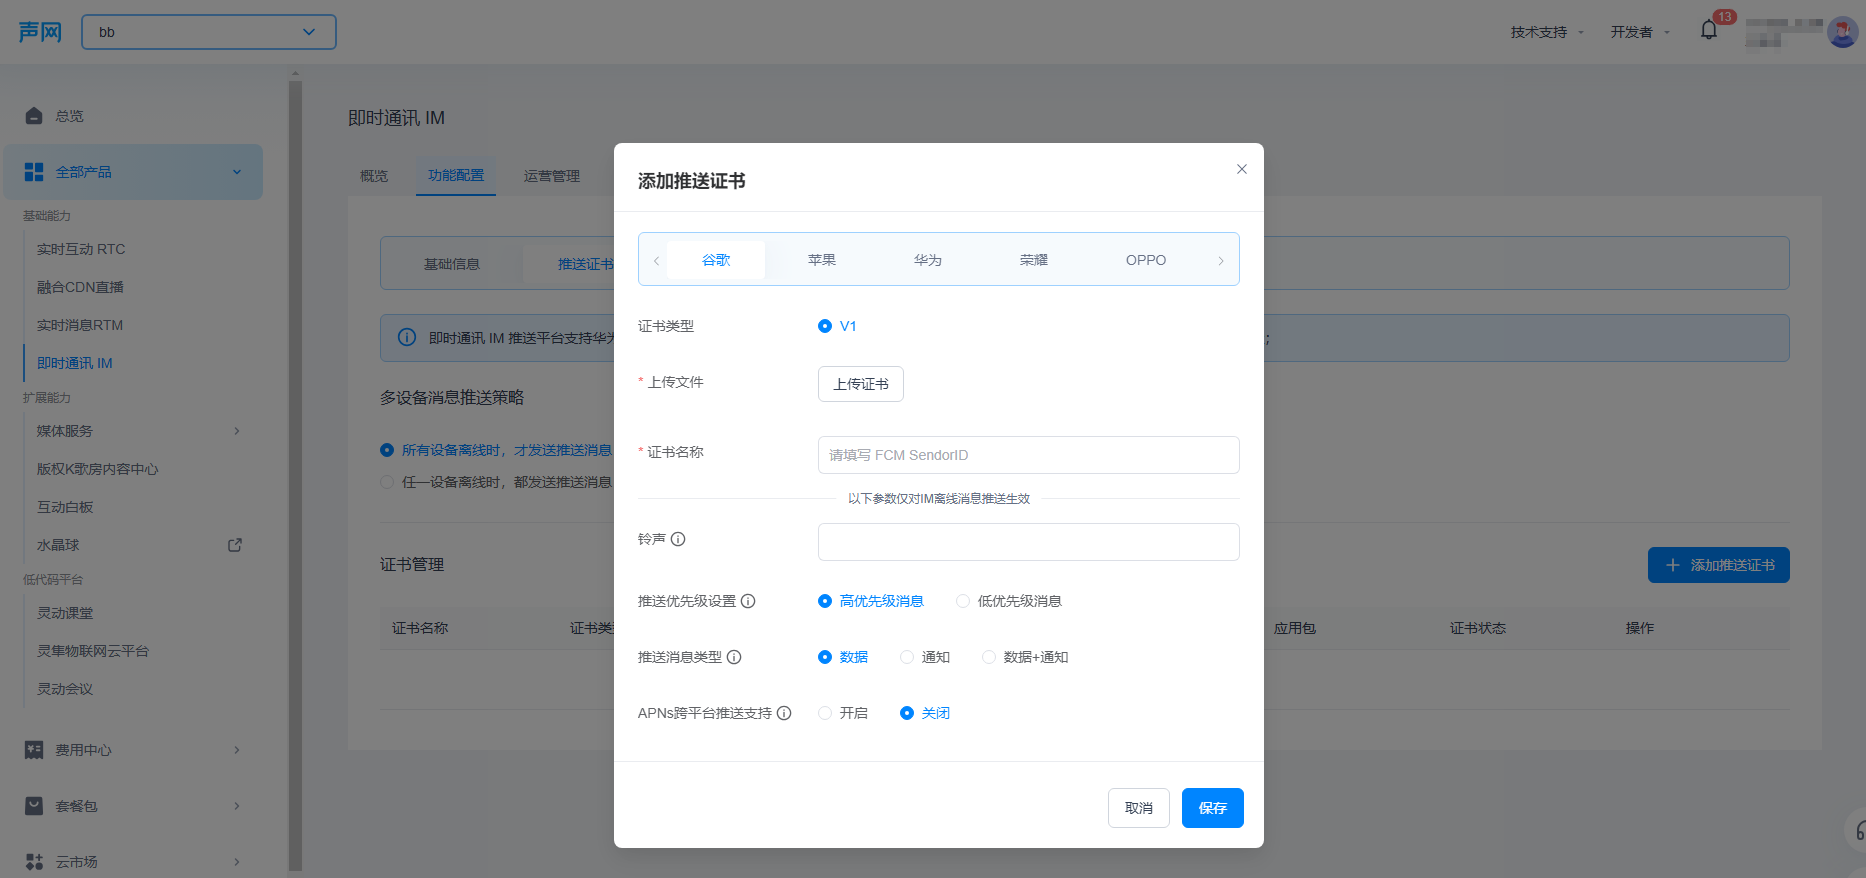 声网
bb
技术支持
开发者
13
总览
全部产品
基础能力
实时互动 RTC
融合CDN直播
实时消息RTM
即时通讯 IM
扩展能力
媒体服务
版权K歌房内容中心
互动白板
水晶球
低代码平台
灵动课堂
灵隼物联网云平台
灵动会议
费用中心
套餐包
云市场
即时通讯 IM
概览
功能配置
运营管理
基础信息
推送证书
即时通讯 IM 推送平台支持华为
多设备消息推送策略
所有设备离线时，才发送推送消息
任一设备离线时，都发送推送消息
证书管理
添加推送证书
证书名称
证书类型
应用包
证书状态
操作
添加推送证书
谷歌
苹果
华为
荣耀
OPPO
证书类型
V1
* 上传文件
上传证书
* 证书名称
请填写 FCM SendorID
以下参数仅对IM离线消息推送生效
铃声
推送优先级设置
高优先级消息
低优先级消息
推送消息类型
数据
通知
数据+通知
APNs跨平台推送支持
开启
关闭
取消
保存